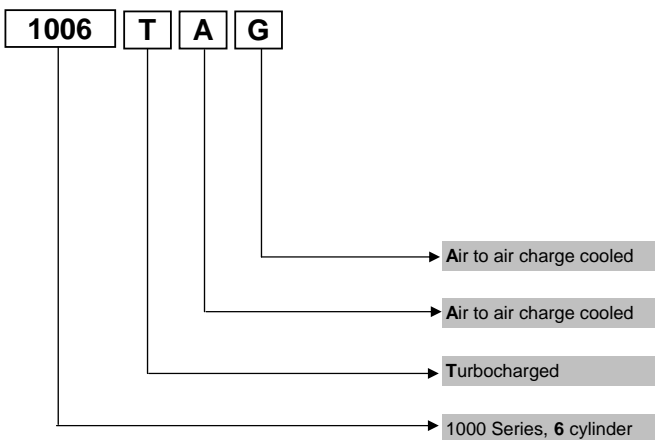 1006 T A G
Air to air charge cooled
Air to air charge cooled
Turbocharged
1000 Series, 6 cylinder